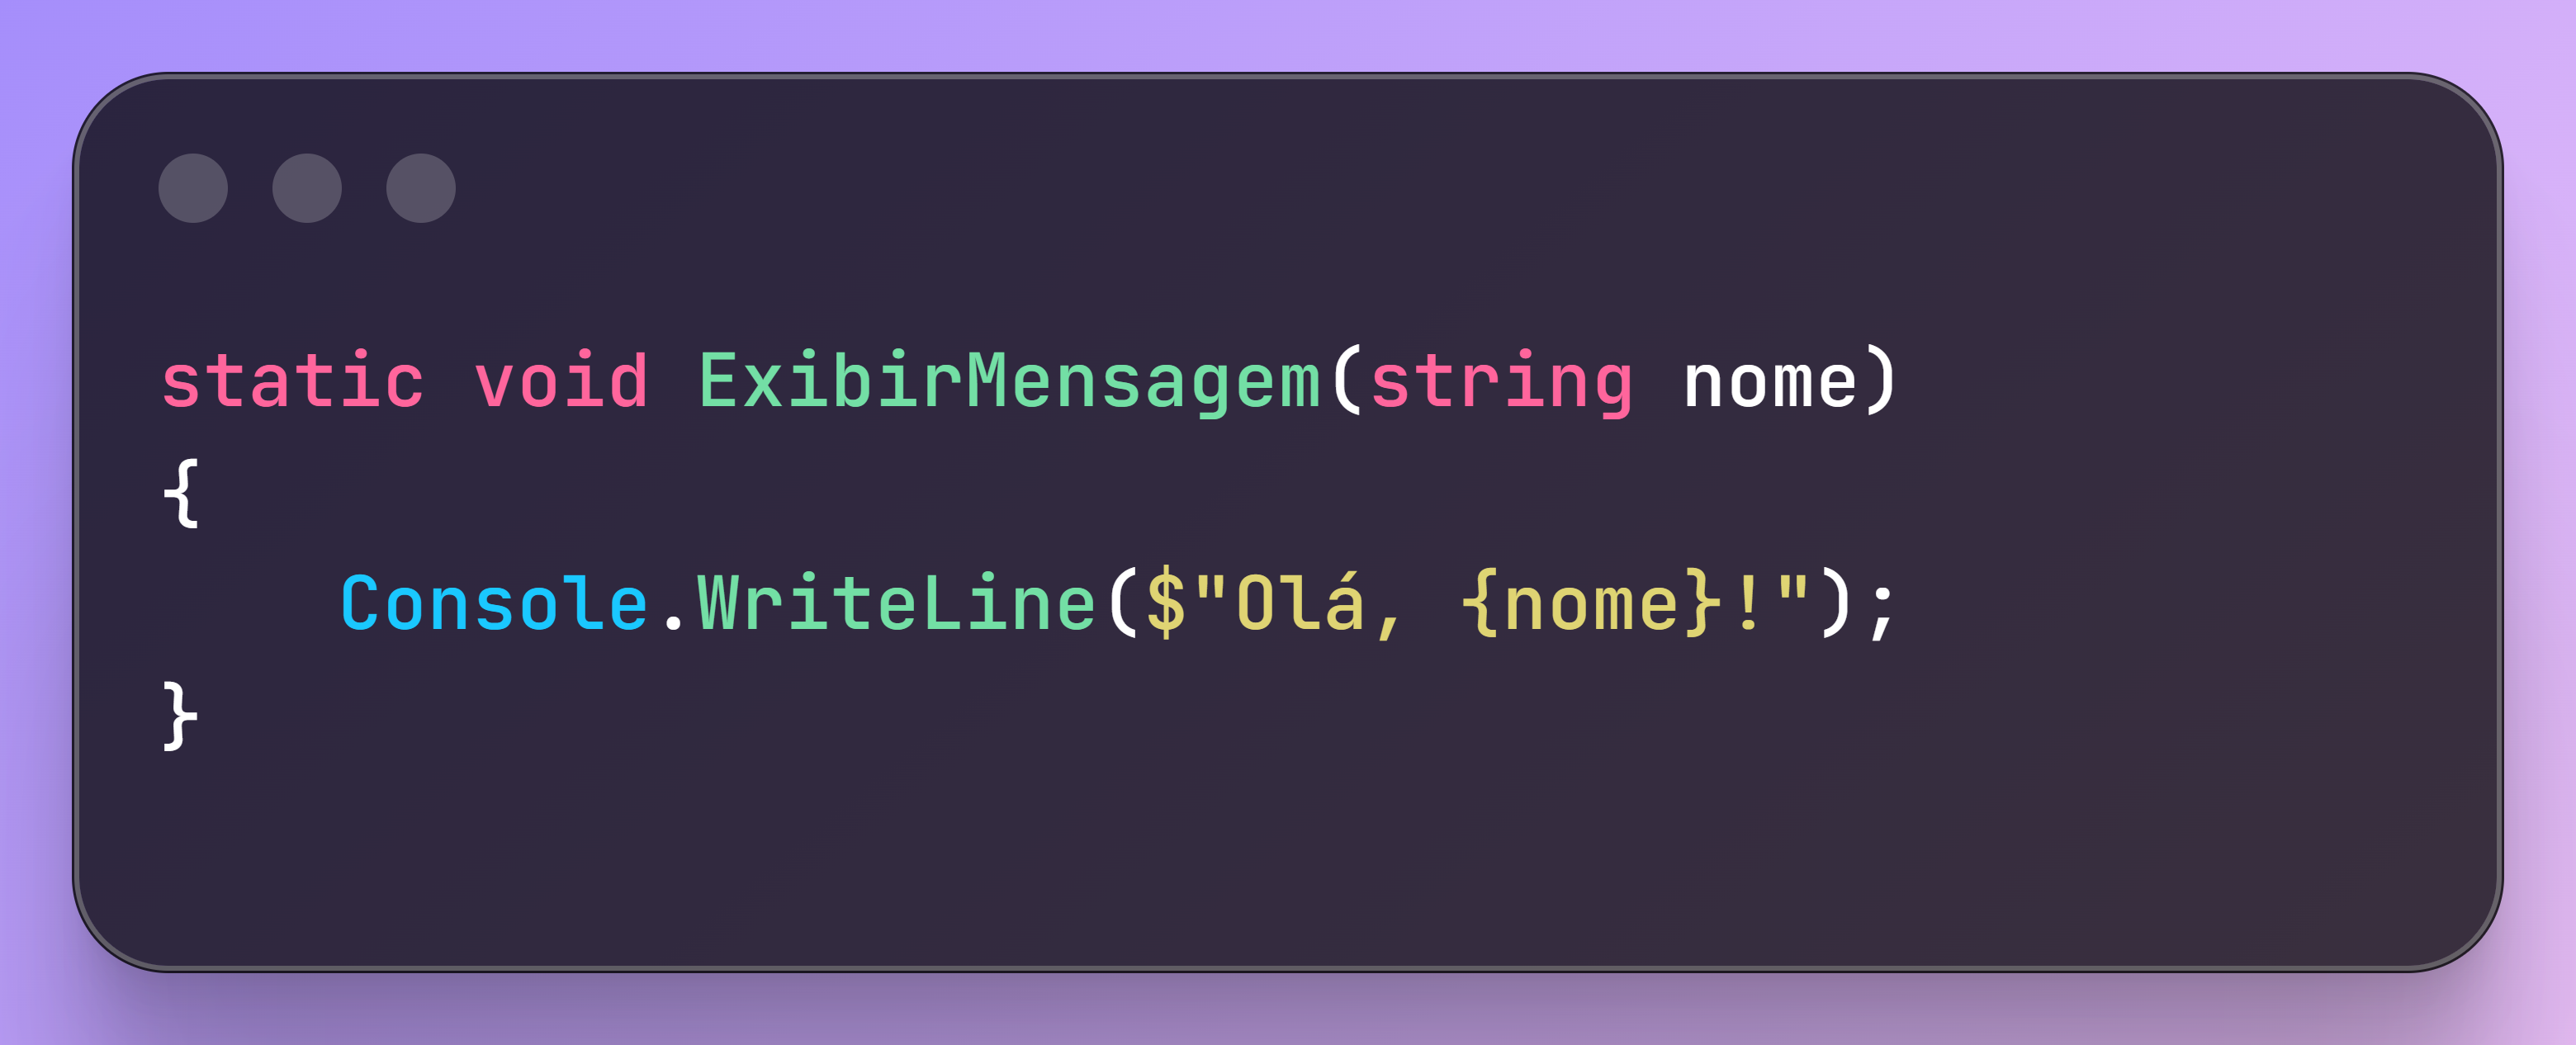 static void ExibirMensagem(string nome)
{
    Console.WriteLine($"Olá, {nome}!");
}